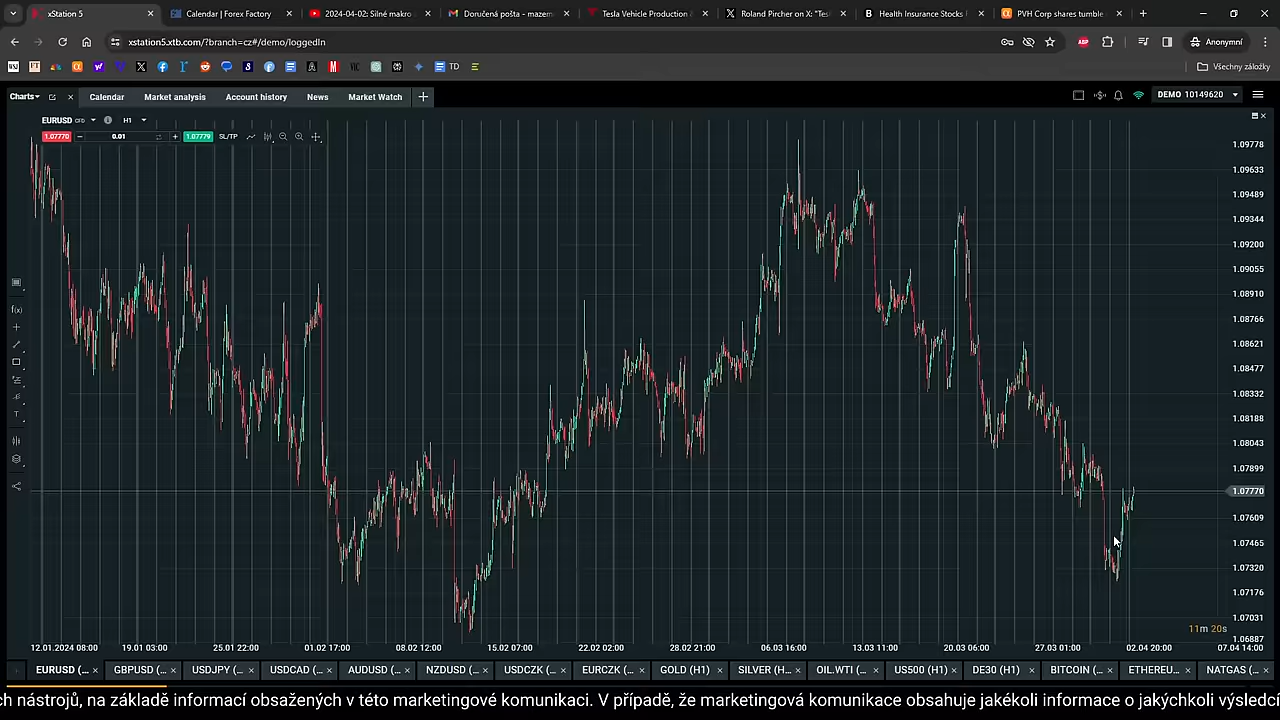 xStation 5
Calendar | Forex Factory
2024-04-02: Silné makro
Doručená pošta - mazem
Tesla Vehicle Production &
Roland Pircher on X: "Tes
Health Insurance Stocks
PVH Corp shares tumble
xstation5.xtb.com/?branch=cz#/demo/loggedIn
Anonymní
TD
Všechny záložky
Charts
Calendar
Market analysis
Account history
News
Market Watch
DEMO 10149620
EURUSD CFD H1
1.07770
0.01
1.07779
SL/TP
1.09778
1.09633
1.09489
1.09344
1.09200
1.09055
1.08910
1.08766
1.08621
1.08477
1.08332
1.08188
1.08043
1.07899
1.07770
1.07609
1.07465
1.07320
1.07176
1.07031
1.06887
11m 20s
12.01.2024 08:00
19.01 03:00
25.01 22:00
01.02 17:00
08.02 12:00
15.02 07:00
22.02 02:00
28.02 21:00
06.03 16:00
13.03 11:00
20.03 06:00
27.03 01:00
02.04 20:00
07.04 14:00
EURUSD (...
GBPUSD (...
USDJPY (...
USDCAD (...
AUDUSD (...
NZDUSD (...
USDCZK (...
EURCZK (...
GOLD (H1)
SILVER (H...
OIL.WTI (...
US500 (H1)
DE30 (H1)
BITCOIN (...
ETHEREU...
NATGAS (...
ch nástrojů, na základě informací obsažených v této marketingové komunikaci. V případě, že marketingová komunikace obsahuje jakékoli informace o jakýchkoli výsledcí